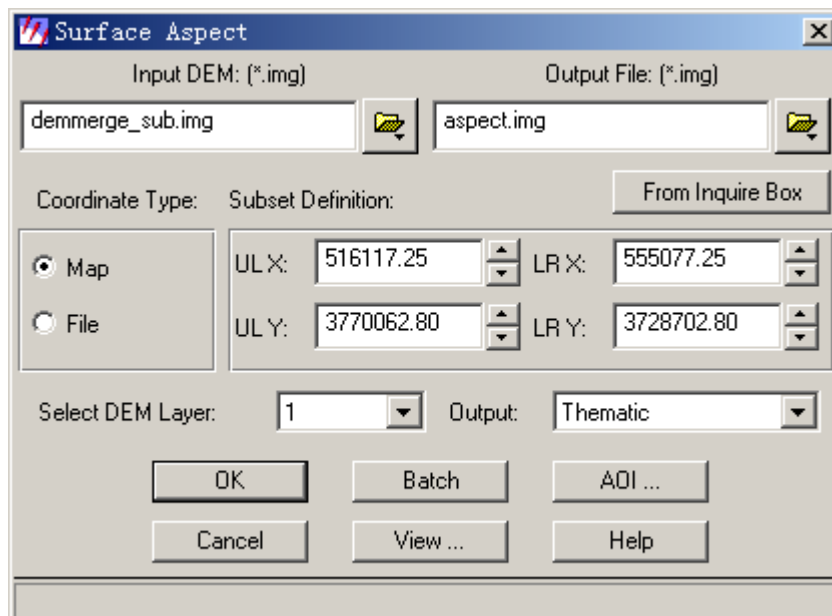 Surface Aspect
Input DEM: (*.img) Output File: (*.img)
demmerge_sub.img aspect.img
Coordinate Type: Subset Definition: From Inquire Box
Map UL X: 516117.25 LR X: 555077.25
File UL Y: 3770062.80 LR Y: 3728702.80
Select DEM Layer: 1 Output: Thematic
OK Batch AOI ...
Cancel View ... Help